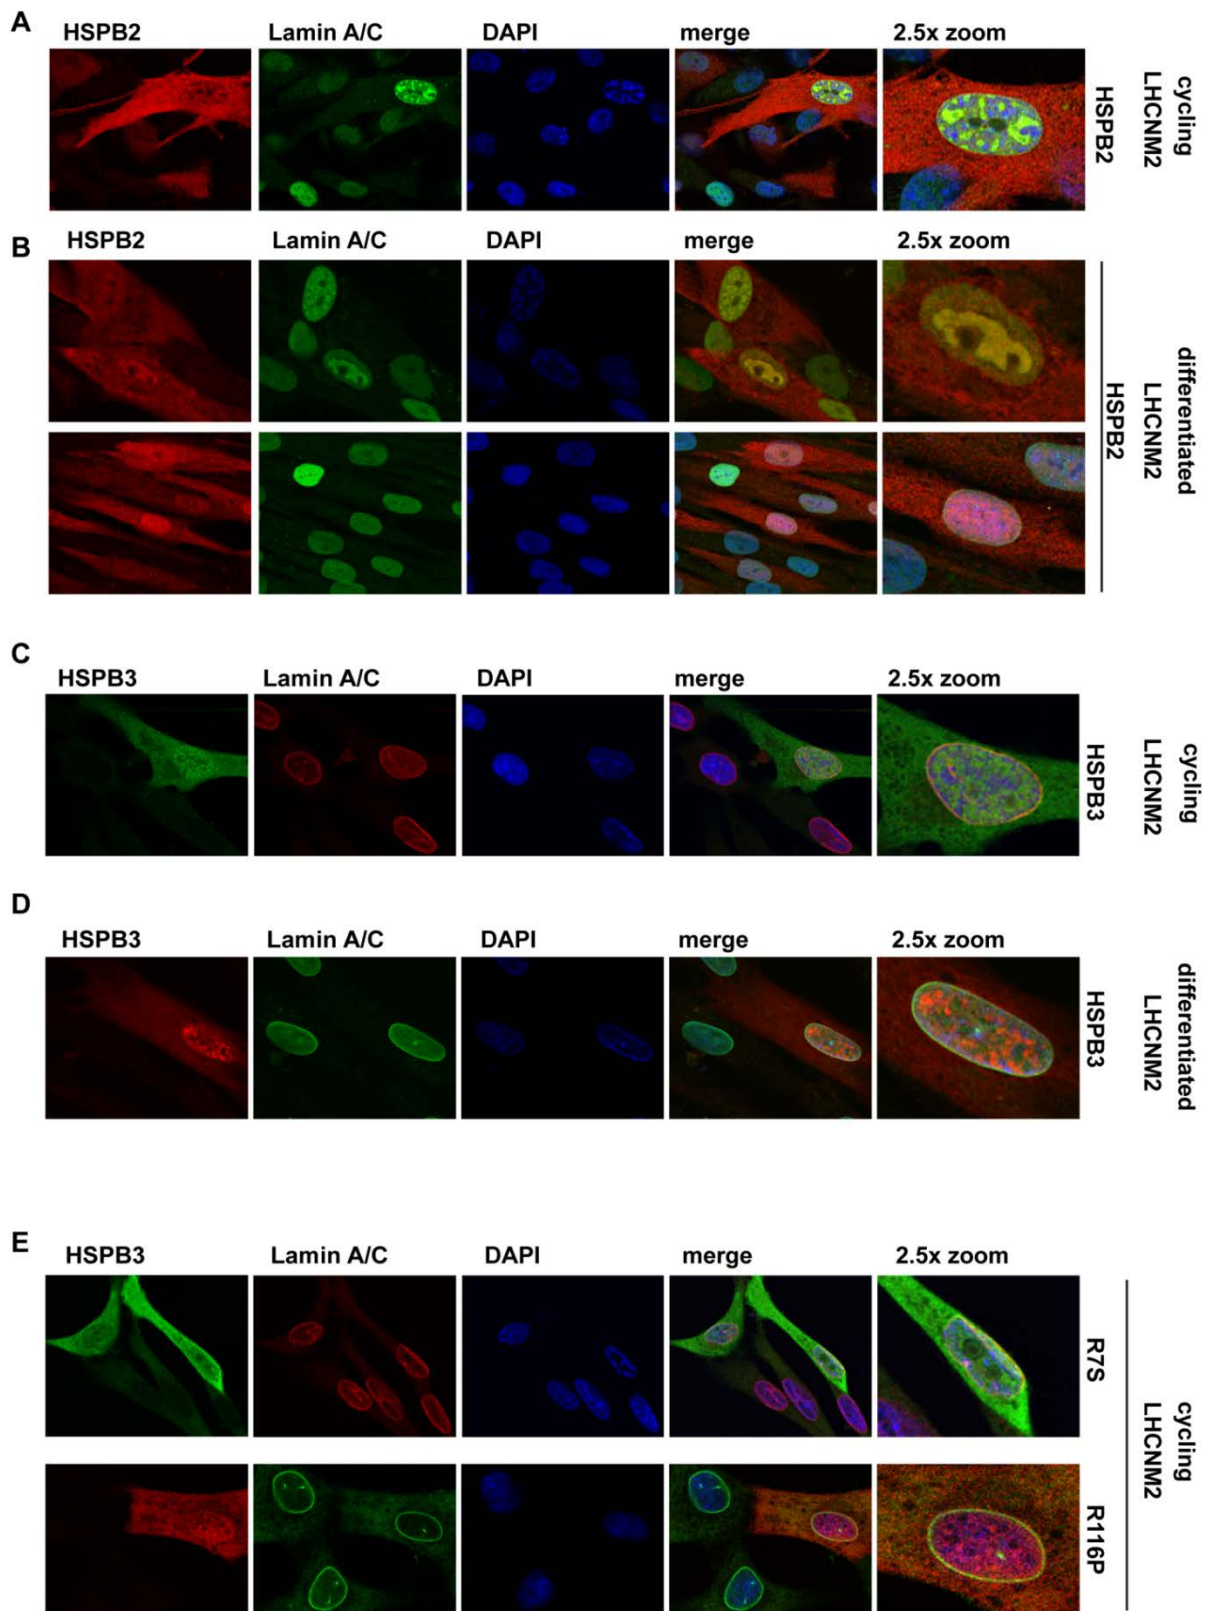 A
HSPB2 Lamin A/C DAPI merge 2.5x zoom
HSPB2
cycling
LHCNM2
B
HSPB2 Lamin A/C DAPI merge 2.5x zoom
HSPB2
differentiated
LHCNM2
C
HSPB3 Lamin A/C DAPI merge 2.5x zoom
HSPB3
cycling
LHCNM2
D
HSPB3 Lamin A/C DAPI merge 2.5x zoom
HSPB3
differentiated
LHCNM2
E
HSPB3 Lamin A/C DAPI merge 2.5x zoom
R7S
R116P
cycling
LHCNM2